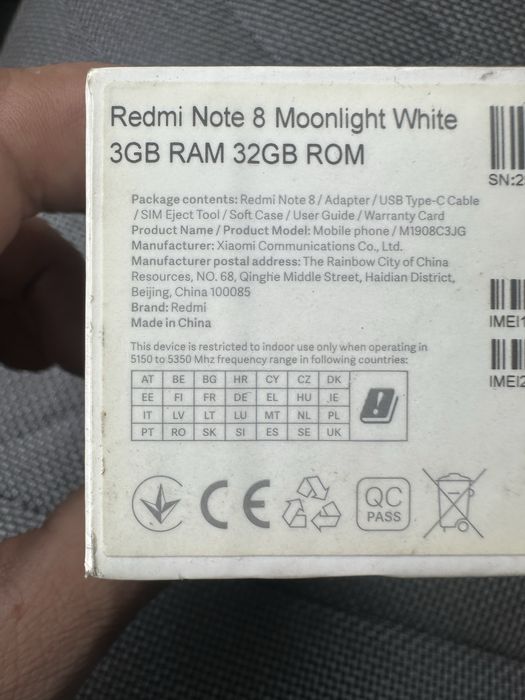 Redmi Note 8 Moonlight White
3GB RAM 32GB ROM
Package contents: Redmi Note 8 / Adapter / USB Type-C Cable
/ SIM Eject Tool / Soft Case / User Guide / Warranty Card
Product Name / Product Model: Mobile phone / M1908C3JG
Manufacturer: Xiaomi Communications Co., Ltd.
Manufacturer postal address: The Rainbow City of China
Resources, NO. 68, Qinghe Middle Street, Haidian District,
Beijing, China 100085
Brand: Redmi
Made in China
This device is restricted to indoor use only when operating in
5150 to 5350 Mhz frequency range in following countries:
AT BE BG HR CY CZ DK
EE FI FR DE EL HU IE
IT LV LT LU MT NL PL
PT RO SK SI ES SE UK
CE
QC
PASS
SN:2
IMEI1
IMEI2